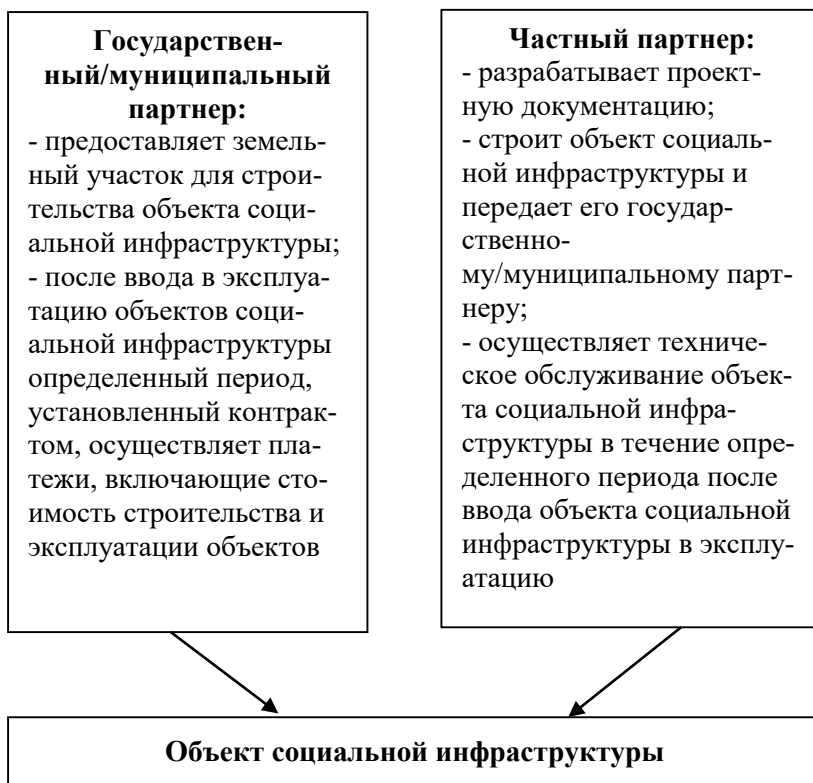 Государствен-
ный/муниципальный
партнер:
- предоставляет земель-
ный участок для строи-
тельства объекта соци-
альной инфраструктуры;
- после ввода в эксплуа-
тацию объектов соци-
альной инфраструктуры
определенный период,
установленный контрак-
том, осуществляет пла-
тежи, включающие сто-
имость строительства и
эксплуатации объектов
Частный партнер:
- разрабатывает проект-
ную документацию;
- строит объект социаль-
ной инфраструктуры и
передает его государ-
ственно-
му/муниципальному парт-
неру;
- осуществляет техниче-
ское обслуживание объек-
та социальной инфра-
структуры в течение опре-
деленного периода после
ввода объекта социальной
инфраструктуры в эксплу-
атацию
Объект социальной инфраструктуры